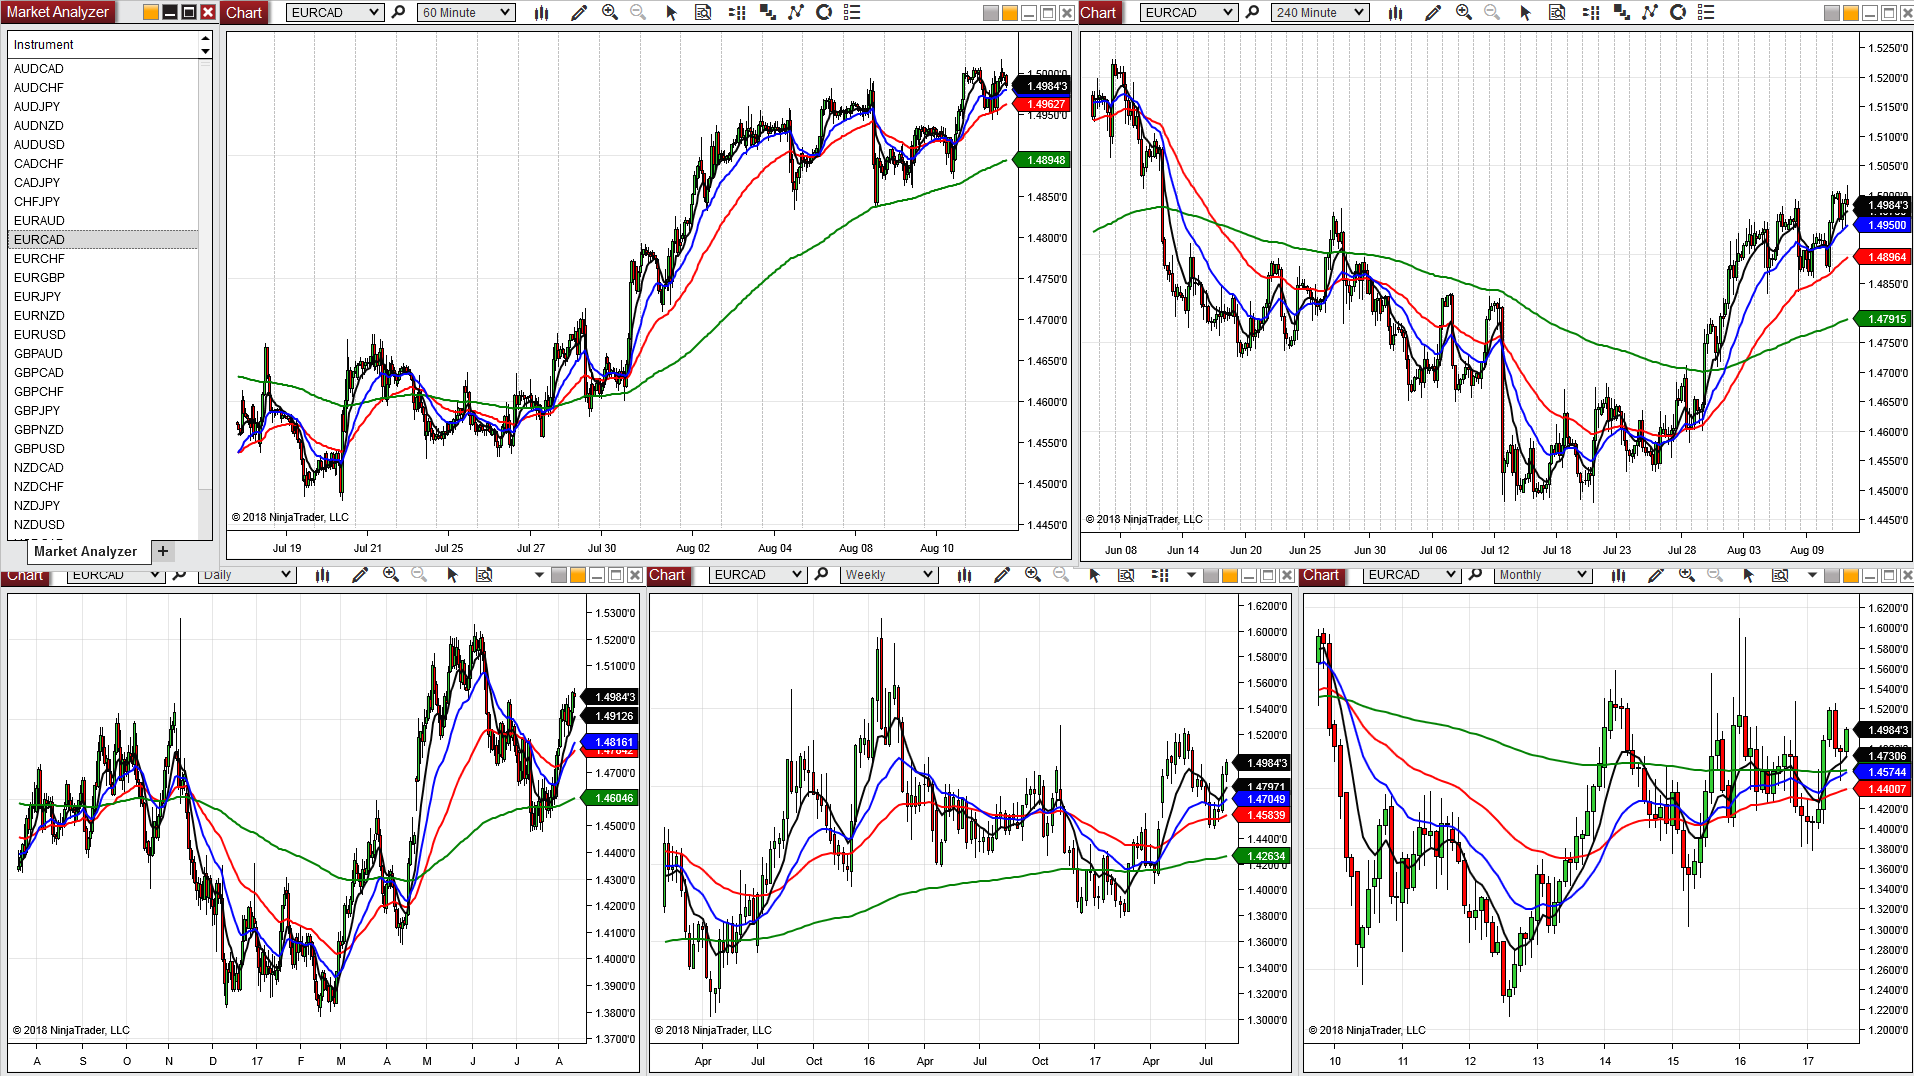 Market Analyzer
Instrument
AUDCAD
AUDCHF
AUDJPY
AUDNZD
AUDUSD
CADCHF
CADJPY
CHFJPY
EURAUD
EURCAD
EURCHF
EURGBP
EURJPY
EURNZD
EURUSD
GBPAUD
GBPCAD
GBPCHF
GBPJPY
GBPNZD
GBPUSD
NZDCAD
NZDCHF
NZDJPY
NZDUSD
Market Analyzer +
Chart EURCAD 60 Minute
1.5000'0
1.4984'3
1.49627
1.4950'0
1.48948
1.4850'0
1.4800'0
1.4750'0
1.4700'0
1.4650'0
1.4600'0
1.4550'0
1.4500'0
1.4450'0
© 2018 NinjaTrader, LLC
Jul 19 Jul 21 Jul 25 Jul 27 Jul 30 Aug 02 Aug 04 Aug 08 Aug 10
Chart EURCAD 240 Minute
1.5250'0
1.5200'0
1.5150'0
1.5100'0
1.5050'0
1.5000'0
1.4984'3
1.49500
1.48964
1.4850'0
1.47915
1.4750'0
1.4700'0
1.4650'0
1.4600'0
1.4550'0
1.4500'0
1.4450'0
© 2018 NinjaTrader, LLC
Jun 08 Jun 14 Jun 20 Jun 25 Jun 30 Jul 06 Jul 12 Jul 18 Jul 23 Jul 28 Aug 03 Aug 09
Chart EURCAD Daily
1.5300'0
1.5200'0
1.5100'0
1.4984'3
1.49126
1.48161
1.4700'0
1.46046
1.4500'0
1.4400'0
1.4300'0
1.4200'0
1.4100'0
1.4000'0
1.3900'0
1.3800'0
1.3700'0
© 2018 NinjaTrader, LLC
A S O N D 17 F M A M J J A
Chart EURCAD Weekly
1.6200'0
1.6000'0
1.5800'0
1.5600'0
1.5400'0
1.5200'0
1.4984'3
1.47971
1.47049
1.45839
1.4400'0
1.42634
1.4200'0
1.4000'0
1.3800'0
1.3600'0
1.3400'0
1.3200'0
1.3000'0
© 2018 NinjaTrader, LLC
Apr Jul Oct 16 Apr Jul Oct 17 Apr Jul
Chart EURCAD Monthly
1.6200'0
1.6000'0
1.5800'0
1.5600'0
1.5400'0
1.5200'0
1.4984'3
1.47306
1.45744
1.44007
1.4200'0
1.4000'0
1.3800'0
1.3600'0
1.3400'0
1.3200'0
1.3000'0
1.2800'0
1.2600'0
1.2400'0
1.2200'0
1.2000'0
© 2018 NinjaTrader, LLC
10 11 12 13 14 15 16 17